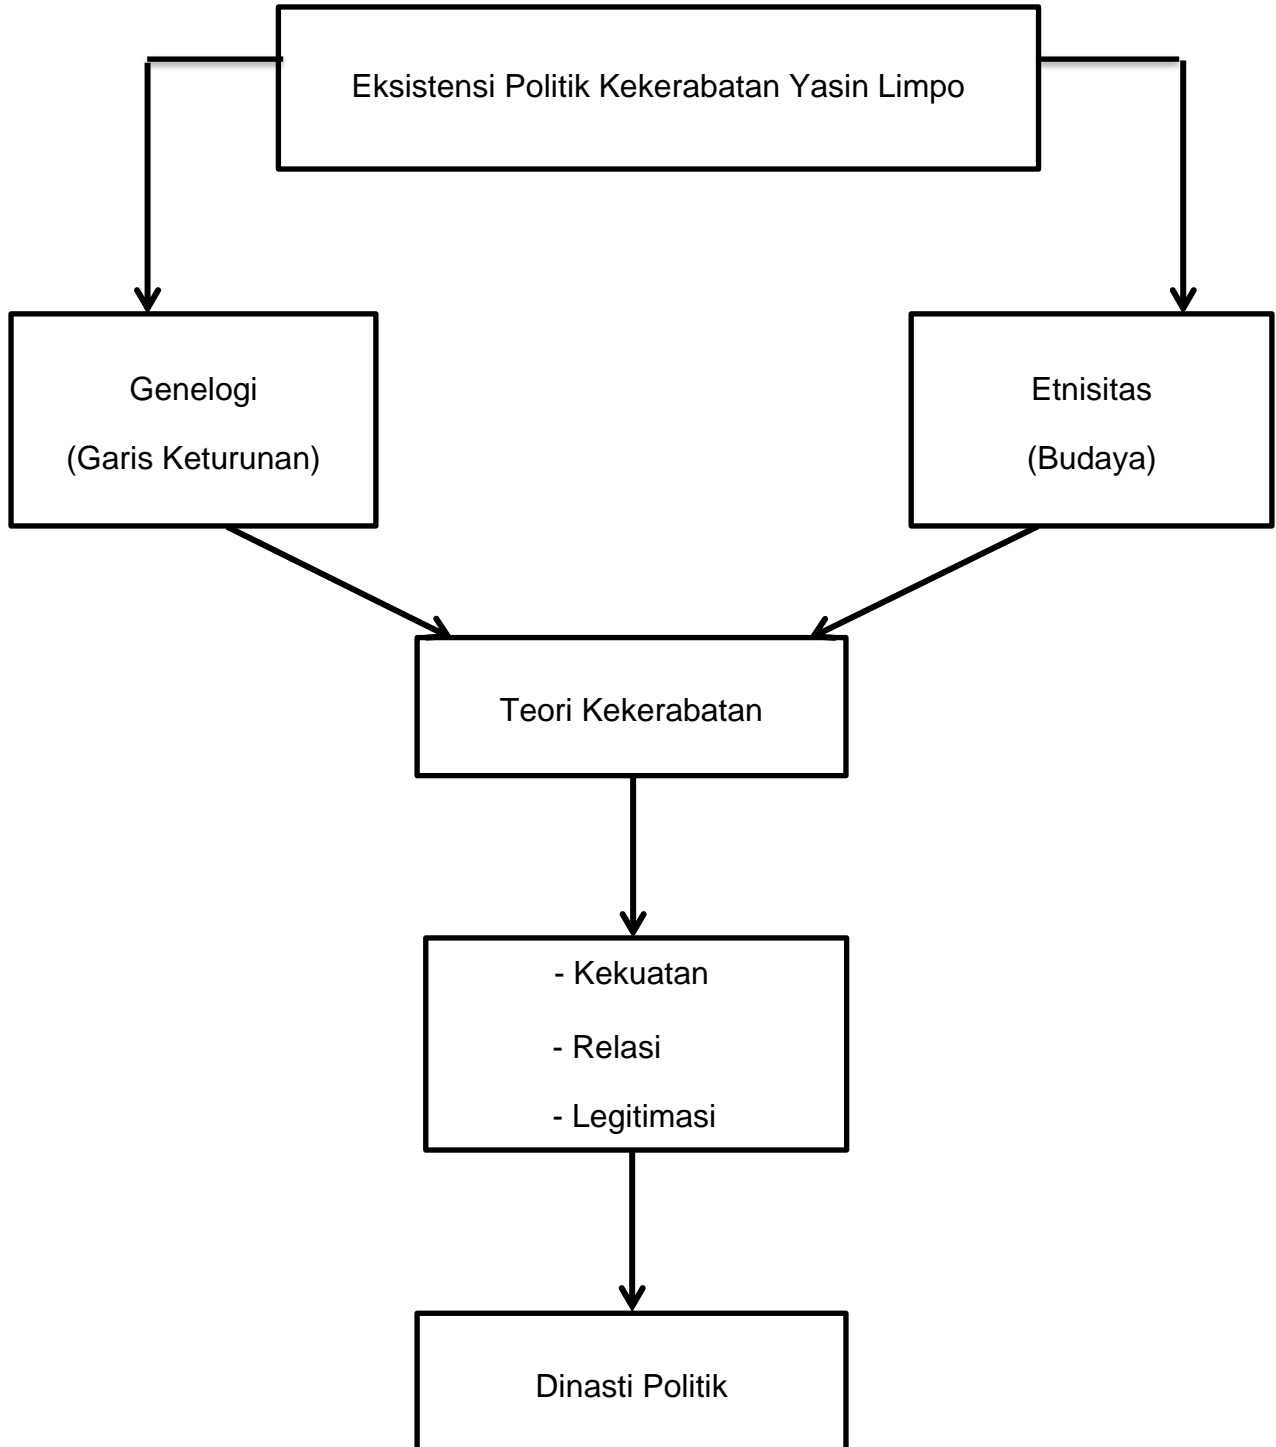 Eksistensi Politik Kekerabatan Yasin Limpo
Genelogi
(Garis Keturunan)
Etnisitas
(Budaya)
Teori Kekerabatan
- Kekuatan
- Relasi
- Legitimasi
Dinasti Politik